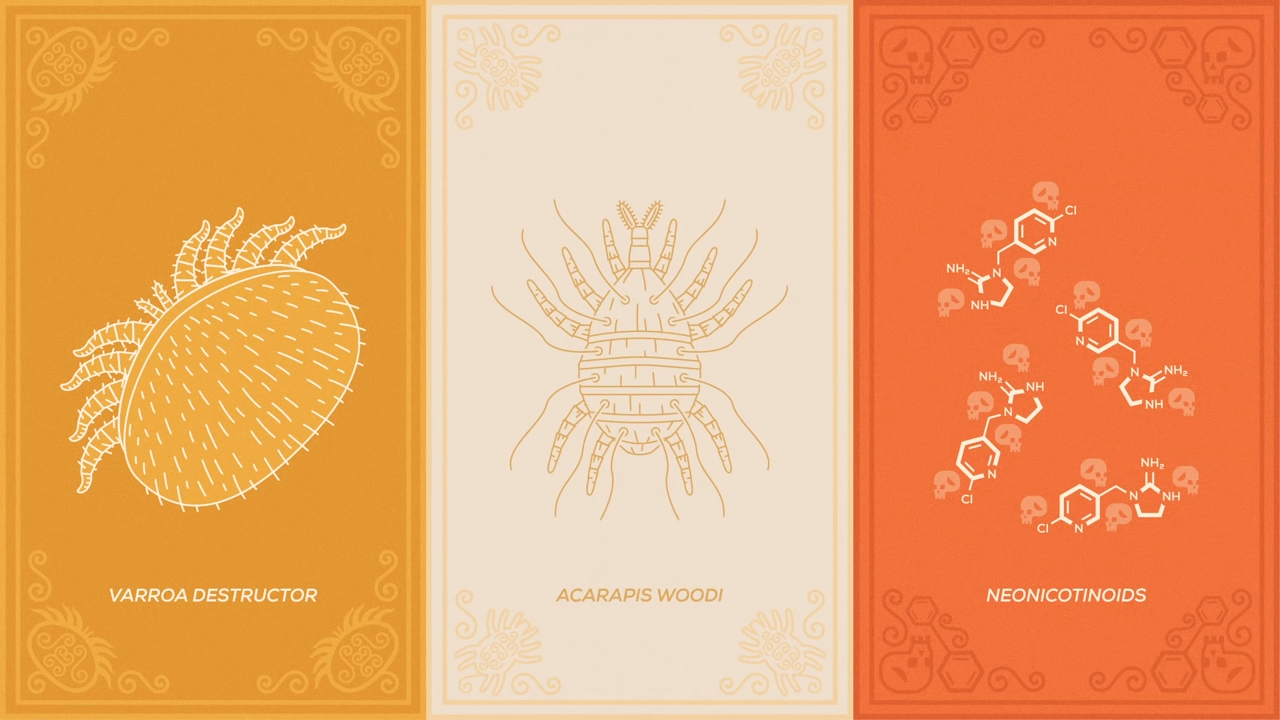 VARROA DESTRUCTOR
ACARAPIS WOODI
Cl
N
NH₂
N
NH
Cl
N
N
NH₂
NH
NH₂
NH
N
N
Cl
NH₂
N
NH
Cl
N
NEONICOTINOIDS